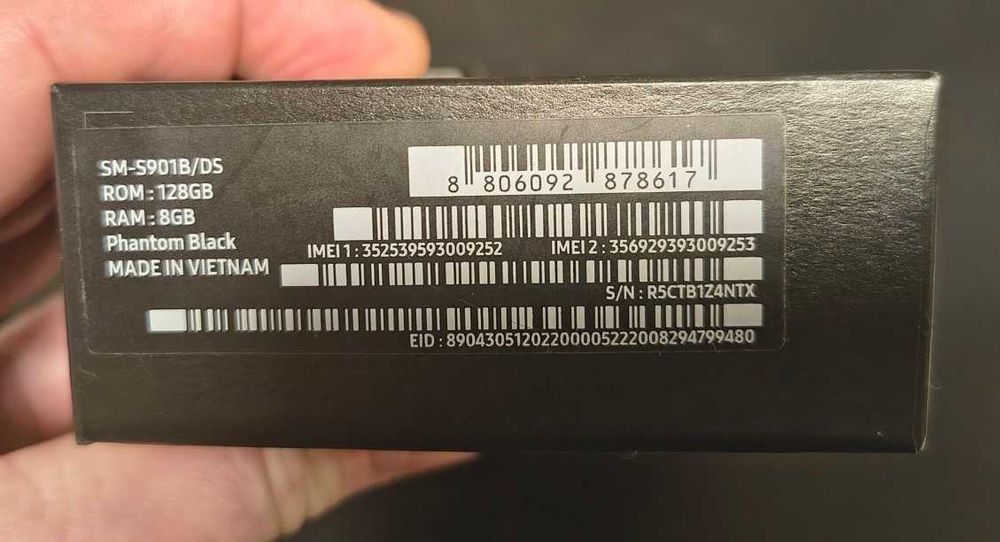 SM-S901B/DS
ROM : 128GB
RAM : 8GB
Phantom Black
MADE IN VIETNAM
8 806092 878617
IMEI 1 : 352539593009252 IMEI 2 : 356929393009253
S/N : R5CTB1Z4NTX
EID : 89043051202200005222008294799480